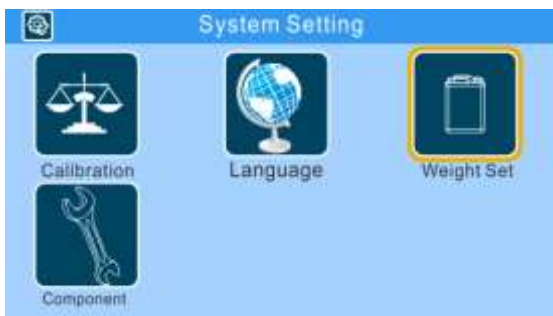 System Setting
Calibration
Language
Weight Set
Component